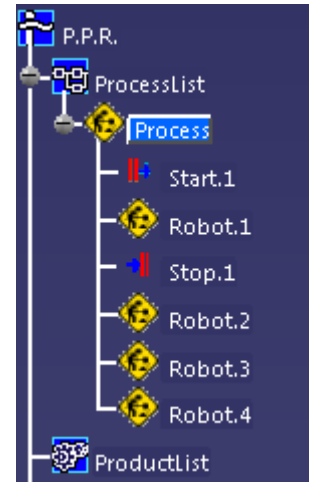 P.P.R.
ProcessList
Process
Start.1
Robot.1
Stop.1
Robot.2
Robot.3
Robot.4
ProductList